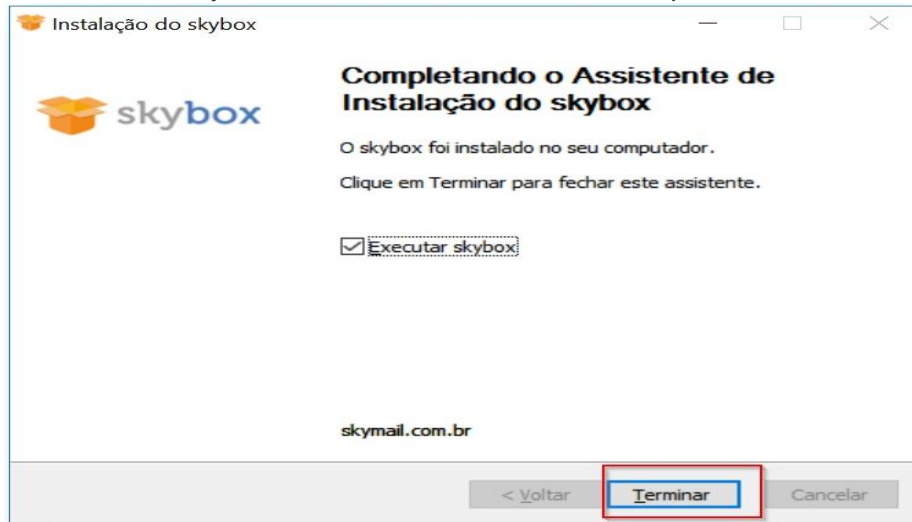 Instalação do skybox
skybox
Completando o Assistente de
Instalação do skybox
O skybox foi instalado no seu computador.
Clique em Terminar para fechar este assistente.
Executar skybox
skymail.com.br
< Voltar
Terminar
Cancelar